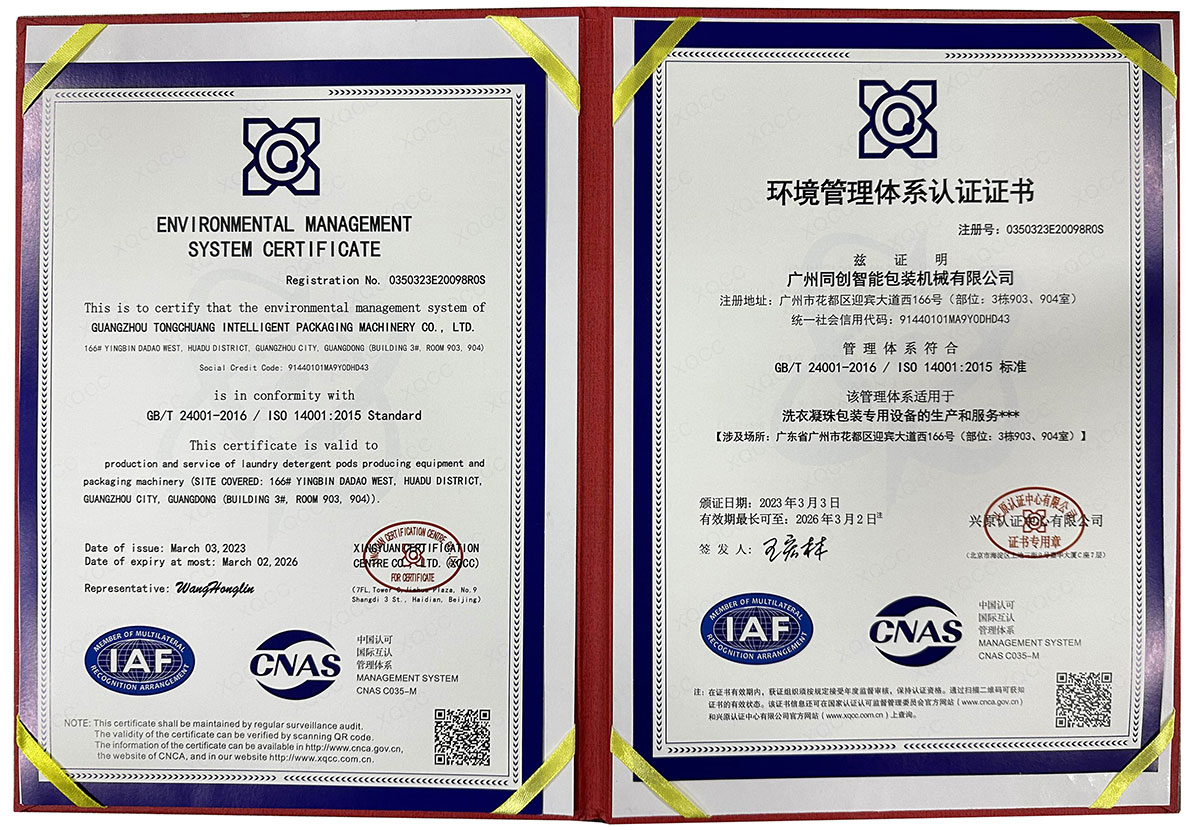 ENVIRONMENTAL MANAGEMENT
SYSTEM CERTIFICATE
Registration No. 0350323E20098R0S
This is to certify that the environmental management system of
GUANGZHOU TONGCHUANG INTELLIGENT PACKAGING MACHINERY CO., LTD.
166# YINGBIN DADAO WEST, HUADU DISTRICT, GUANGZHOU CITY, GUANGDONG (BUILDING 3#, ROOM 903, 904)
Social Credit Code: 91440101MA9Y0DHD43
is in conformity with
GB/T 24001-2016 / ISO 14001:2015 Standard
This certificate is valid to
production and service of laundry detergent pods producing equipment and
packaging machinery (SITE COVERED: 166# YINGBIN DADAO WEST, HUADU DISTRICT,
GUANGZHOU CITY, GUANGDONG (BUILDING 3#, ROOM 903, 904)).
Date of issue: March 03,2023
Date of expiry at most: March 02,2026
Representative: WangHonglin
XINGYUAN CERTIFICATION
CENTRE CO., LTD. (XQCC)
(7FL, Tower C, Plaza, No.9
Shangdi 3 St., Haidian, Beijing)
FOR CERTIFICATE
MEMBER OF MULTILATERAL
IAF
RECOGNITION ARRANGEMENT
CNAS
中国认可
国际互认
管理体系
MANAGEMENT SYSTEM
CNAS C035-M
NOTE: This certificate shall be maintained by regular surveillance audit.
The validity of the certificate can be verified by scanning QR code.
The information of the certificate can be available in http://www.cnca.gov.cn,
the website of CNCA, and in our website http://www.xqcc.com.cn.
环境管理体系认证证书
注册号：0350323E20098R0S
兹 证 明
广州同创智能包装机械有限公司
注册地址：广州市花都区迎宾大道西166号（部位：3栋903、904室）
统一社会信用代码：91440101MA9Y0DHD43
管 理 体 系 符 合
GB/T 24001-2016 / ISO 14001:2015 标准
该管理体系适用于
洗衣凝珠包装专用设备的生产和服务***
【涉及场所：广东省广州市花都区迎宾大道西166号（部位：3栋903、904室）】
颁证日期：2023年3月3日
有效期最长可至：2026年3月2日注
签 发 人：
兴原认证中心有限公司
兴原认证中心有限公司
证书专用章
MEMBER OF MULTILATERAL
IAF
RECOGNITION ARRANGEMENT
CNAS
中国认可
国际互认
管理体系
MANAGEMENT SYSTEM
CNAS C035-M
注：在证书有效期内，获证组织须按规定接受年度监督审核，保持认证资格。通过扫描二维码可获知
证书的有效状态。该证书信息还可在国家认证认可监督管理委员会官方网站（www.cnca.gov.cn）
和兴原认证中心有限公司官方网站（www.xqcc.com.cn）上查询。